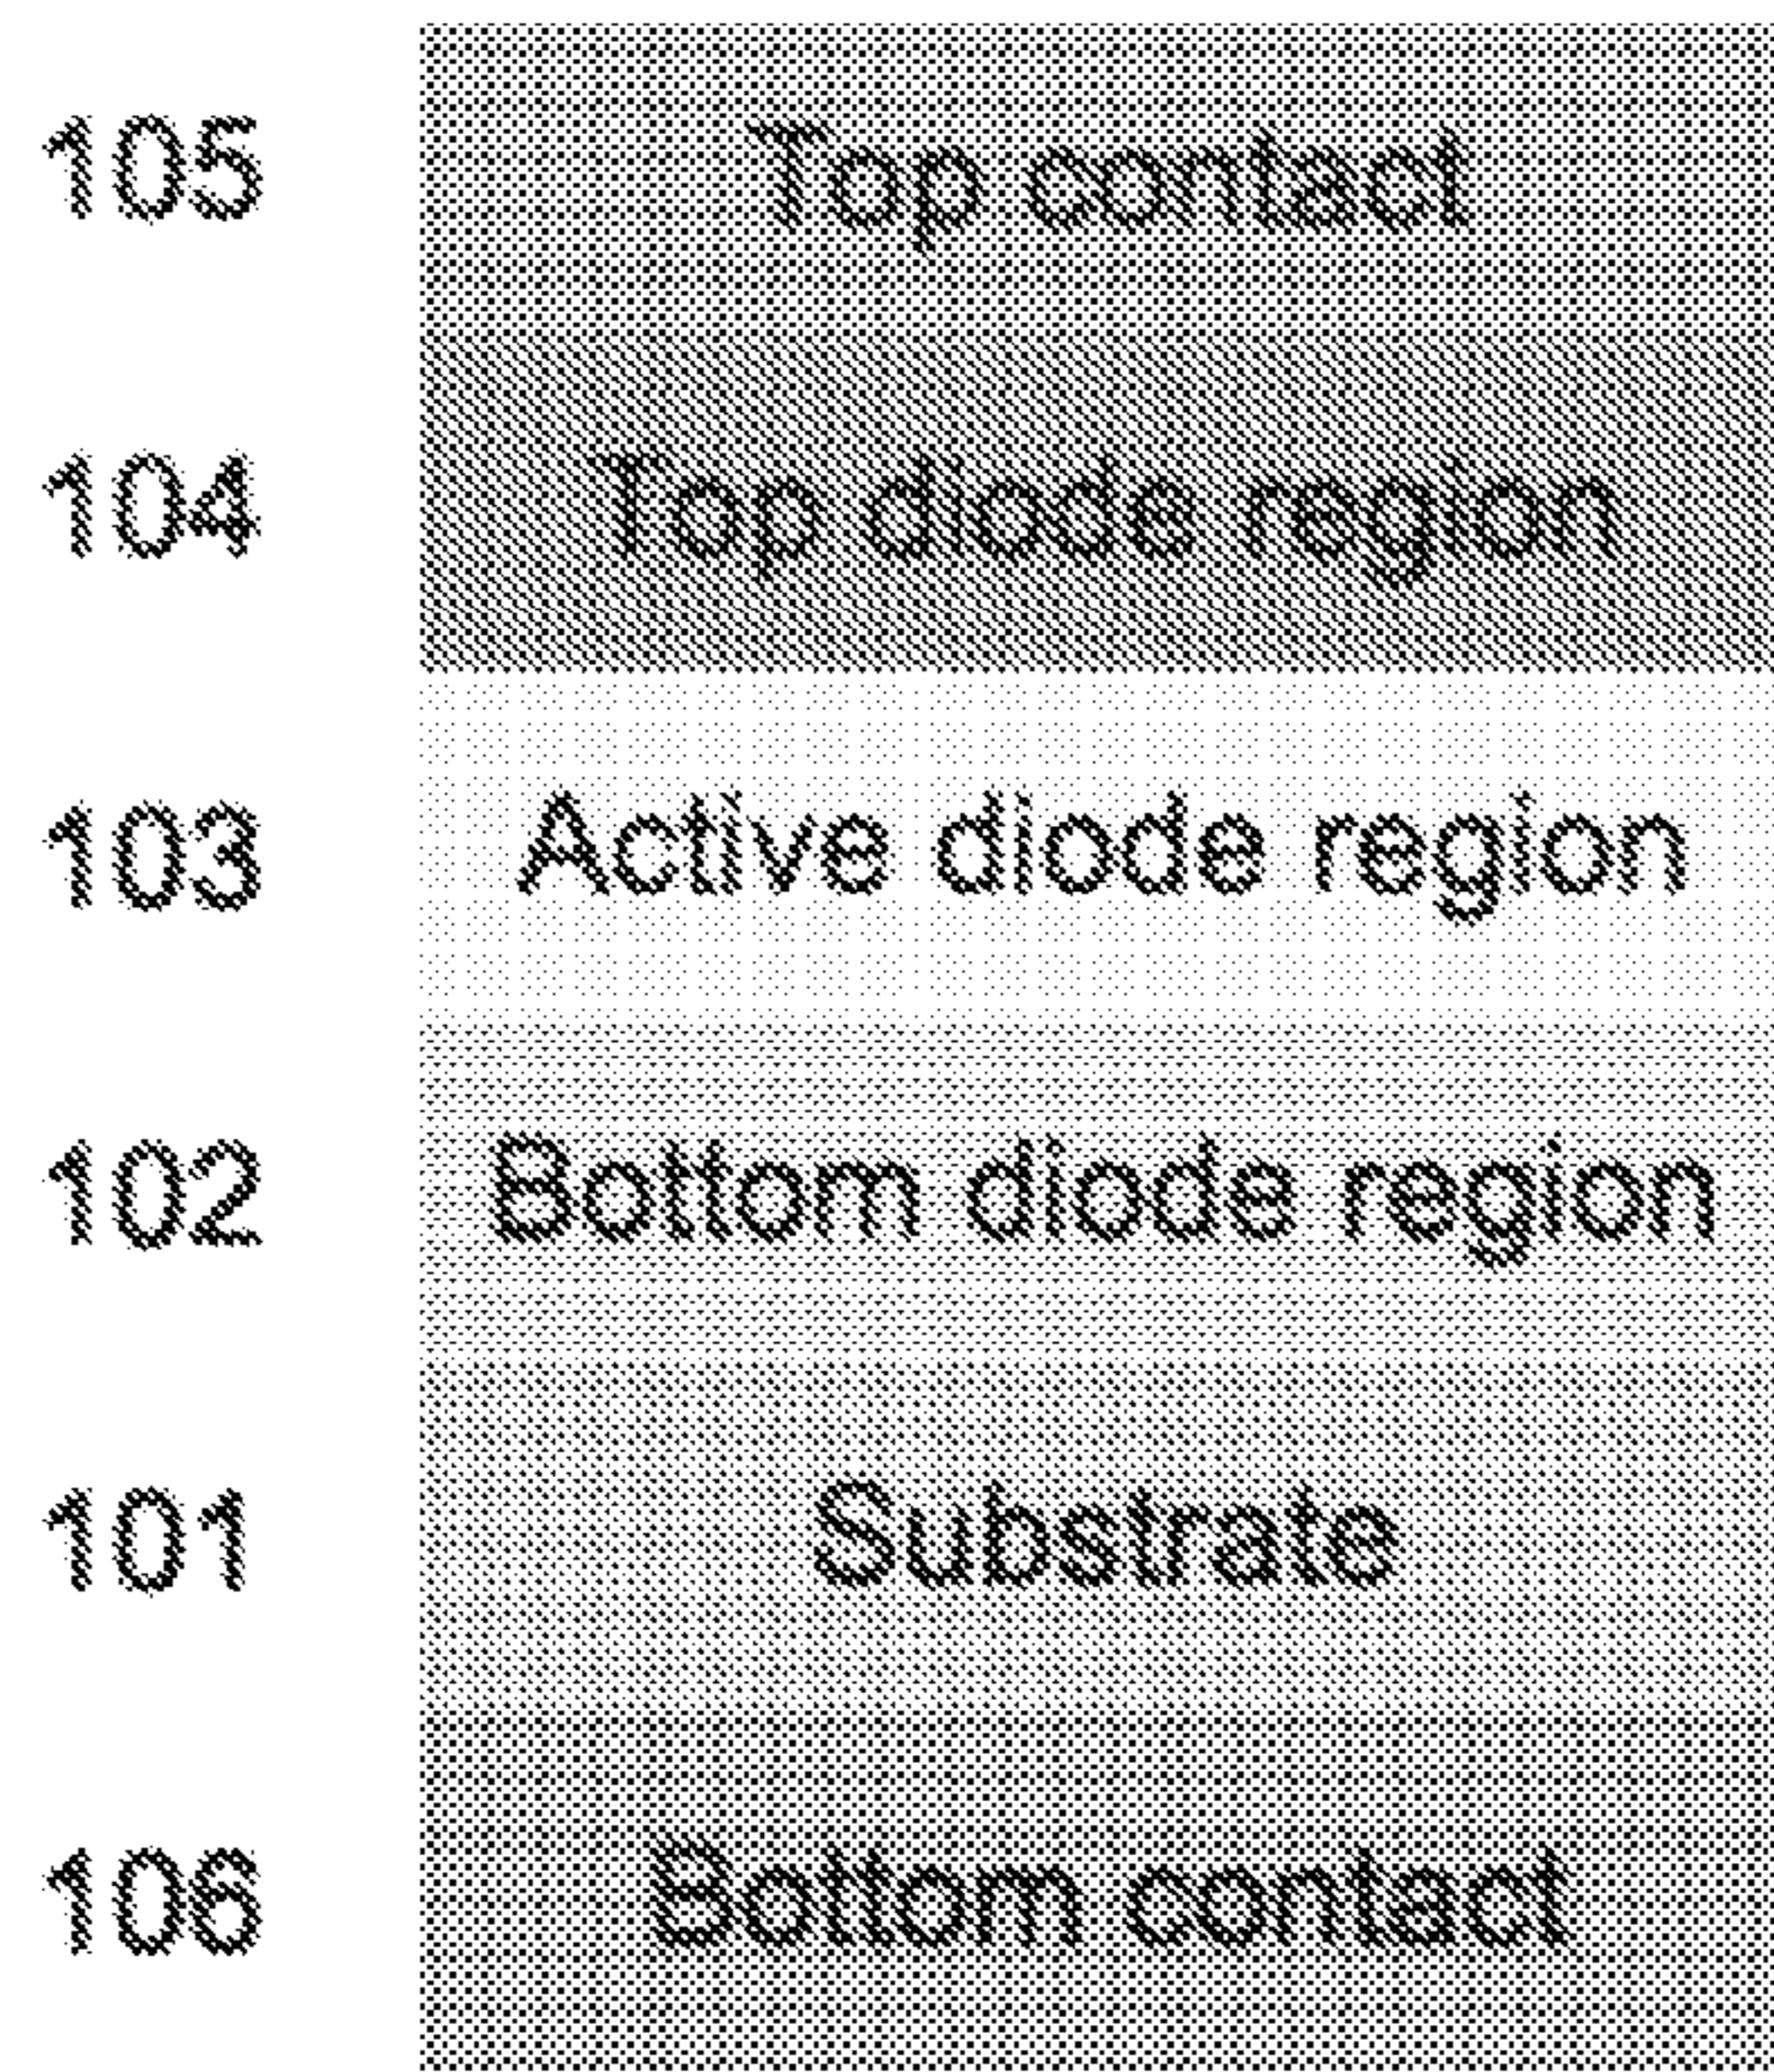 105 Top contact
104 Top diode region
103 Active diode region
102 Bottom diode region
101 Substrate
106 Bottom contact